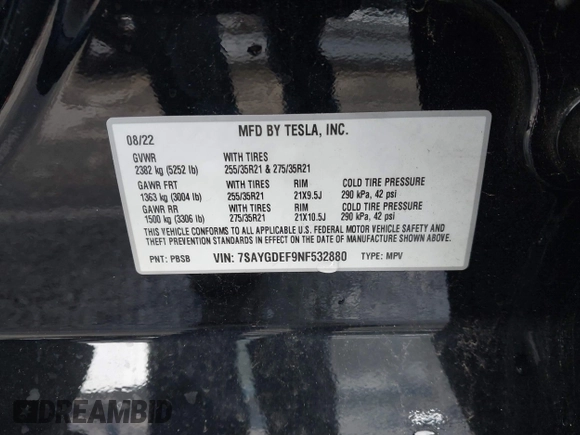 08/22 MFD BY TESLA, INC.
GVWR WITH TIRES
2382 kg (5252 lb) 255/35R21 & 275/35R21
GAWR FRT WITH TIRES RIM COLD TIRE PRESSURE
1363 kg (3004 lb) 255/35R21 21X9.5J 290 kPa, 42 psi
GAWR RR WITH TIRES RIM COLD TIRE PRESSURE
1500 kg (3306 lb) 275/35R21 21X10.5J 290 kPa, 42 psi
THIS VEHICLE CONFORMS TO ALL APPLICABLE U.S. FEDERAL MOTOR VEHICLE SAFETY AND
THEFT PREVENTION STANDARDS IN EFFECT ON THE DATE OF MANUFACTURE SHOWN ABOVE.
PNT: PBSB VIN: 7SAYGDEF9NF532880 TYPE: MPV
DREAMBID